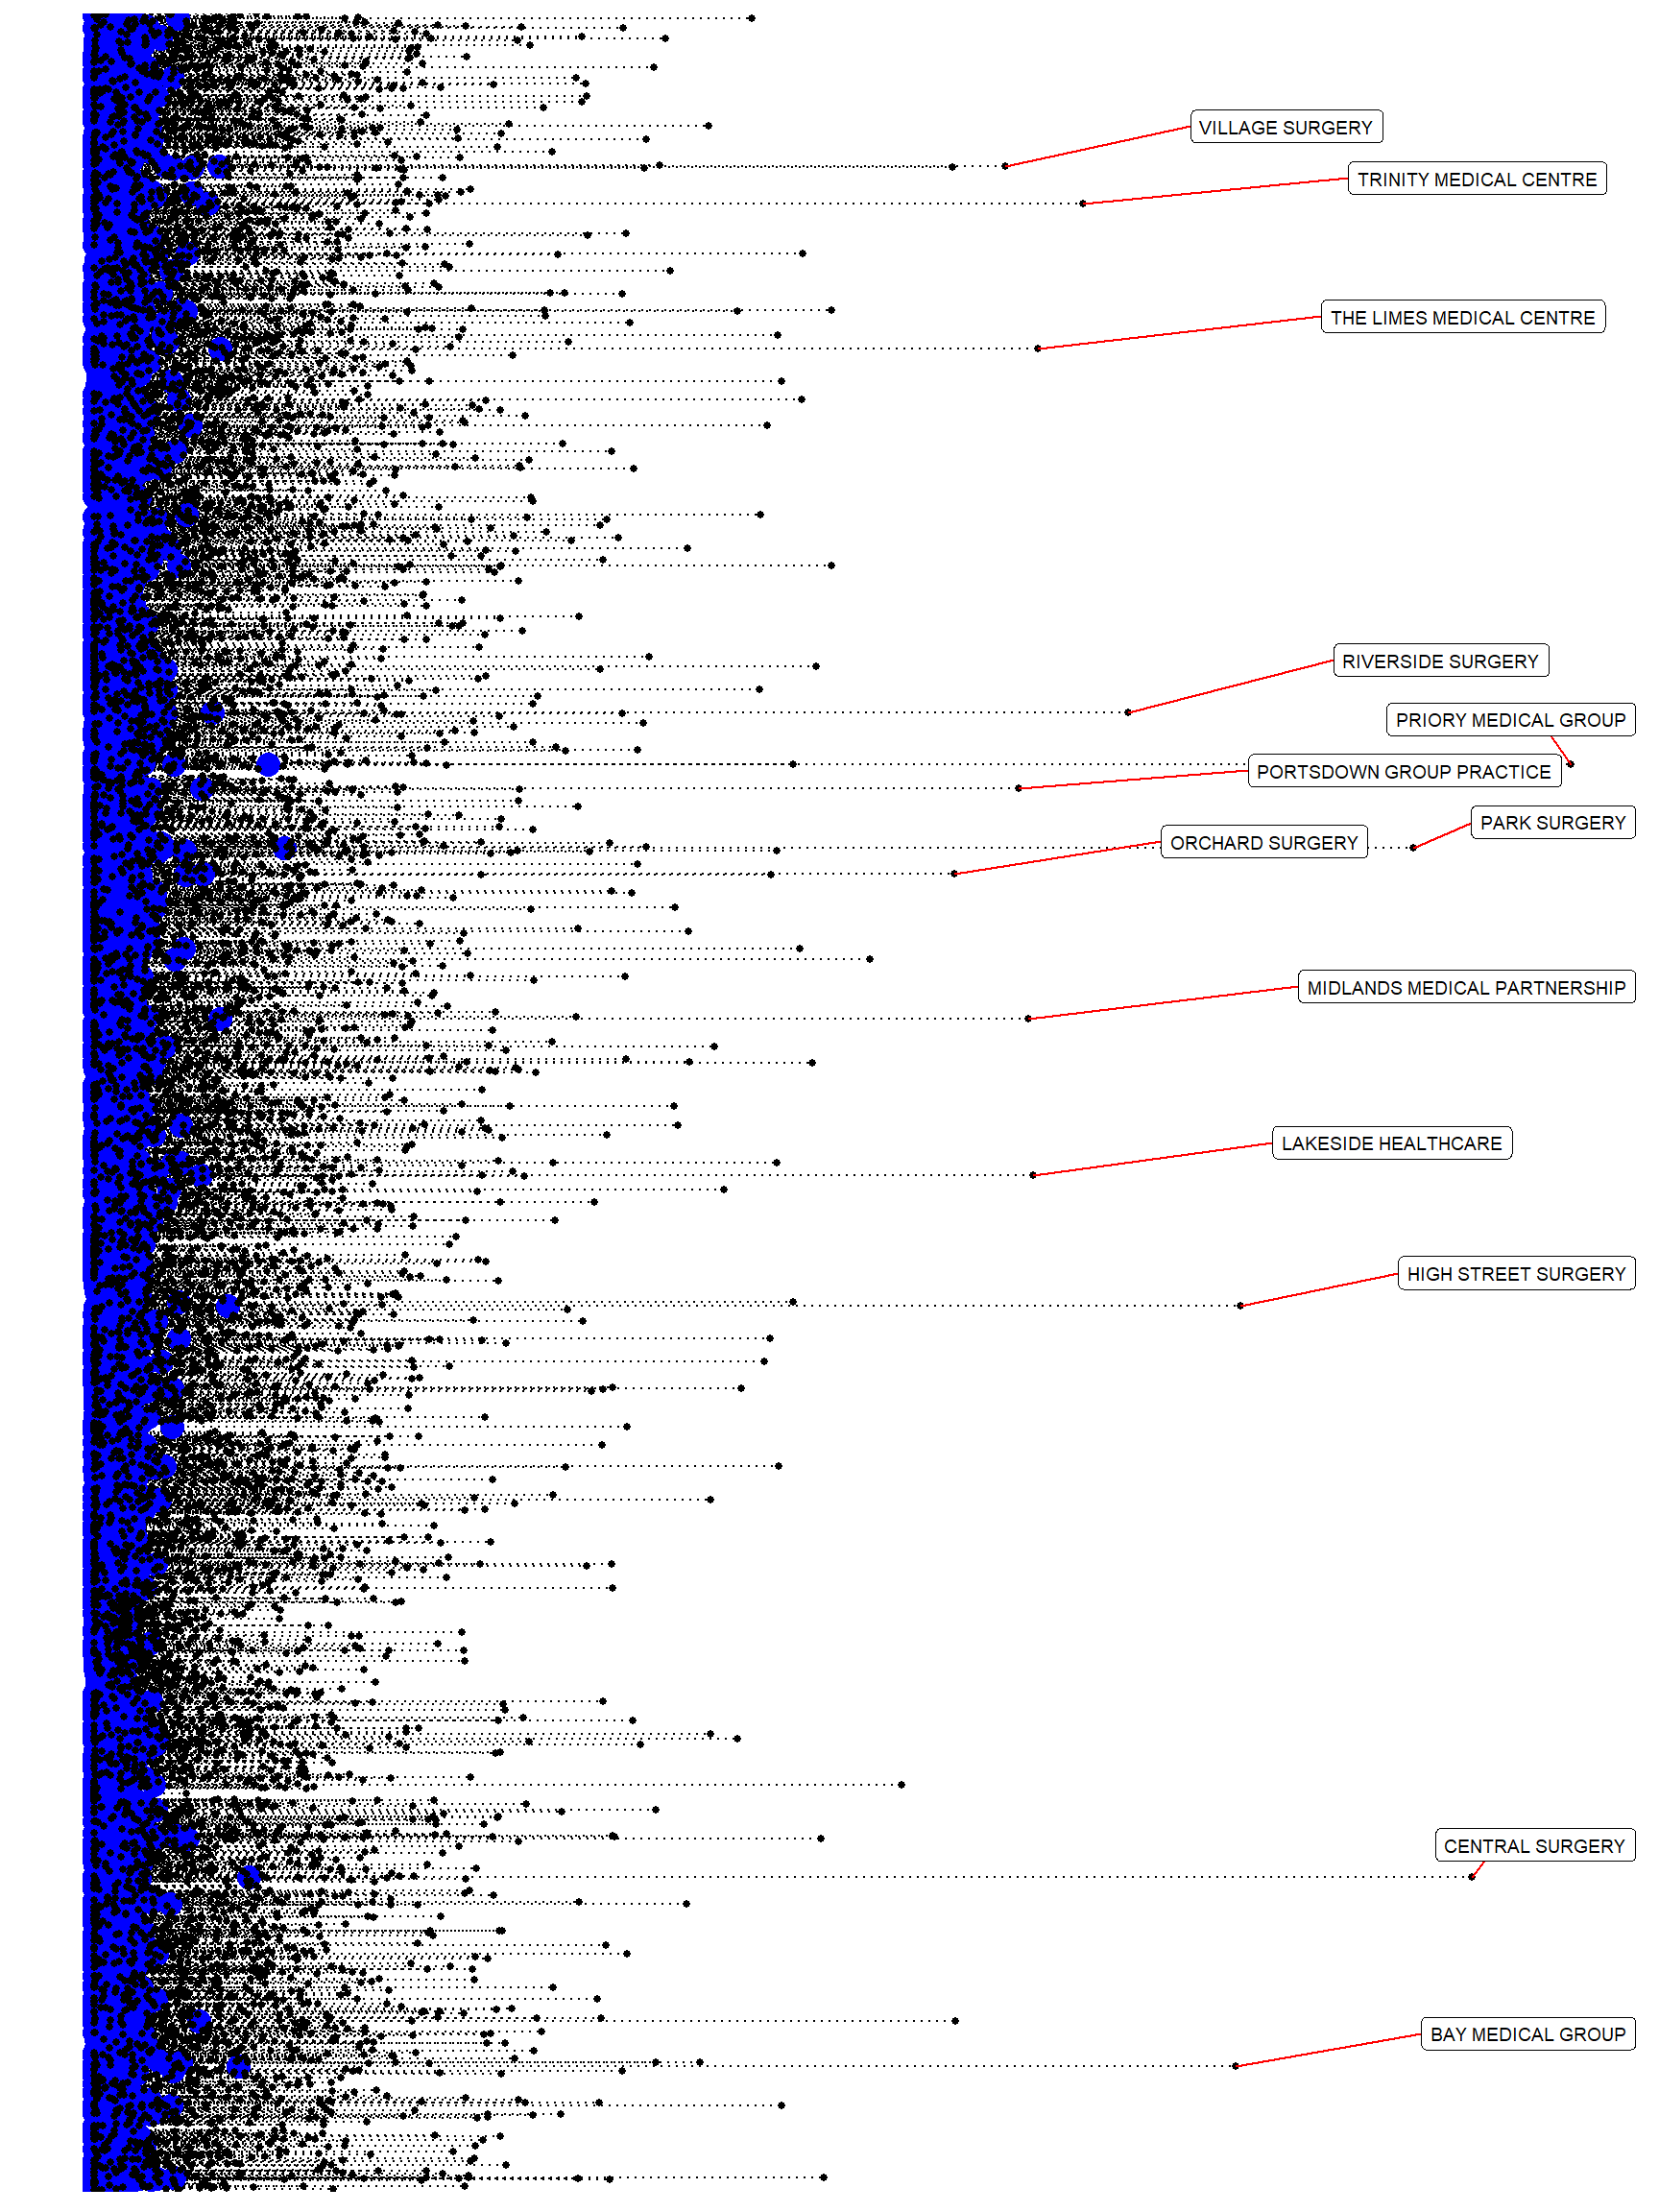 VILLAGE SURGERY
TRINITY MEDICAL CENTRE
THE LIMES MEDICAL CENTRE
RIVERSIDE SURGERY
PRIORY MEDICAL GROUP
PORTSDOWN GROUP PRACTICE
PARK SURGERY
ORCHARD SURGERY
MIDLANDS MEDICAL PARTNERSHIP
LAKESIDE HEALTHCARE
HIGH STREET SURGERY
CENTRAL SURGERY
BAY MEDICAL GROUP